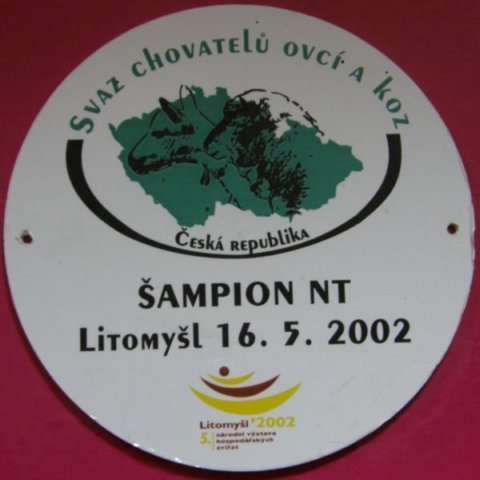 Svaz chovatelů ovcí a koz
Česká republika
ŠAMPION NT
Litomyšl 16. 5. 2002
Litomyšl '2002
5. národní výstava
hospodářských
zvířat